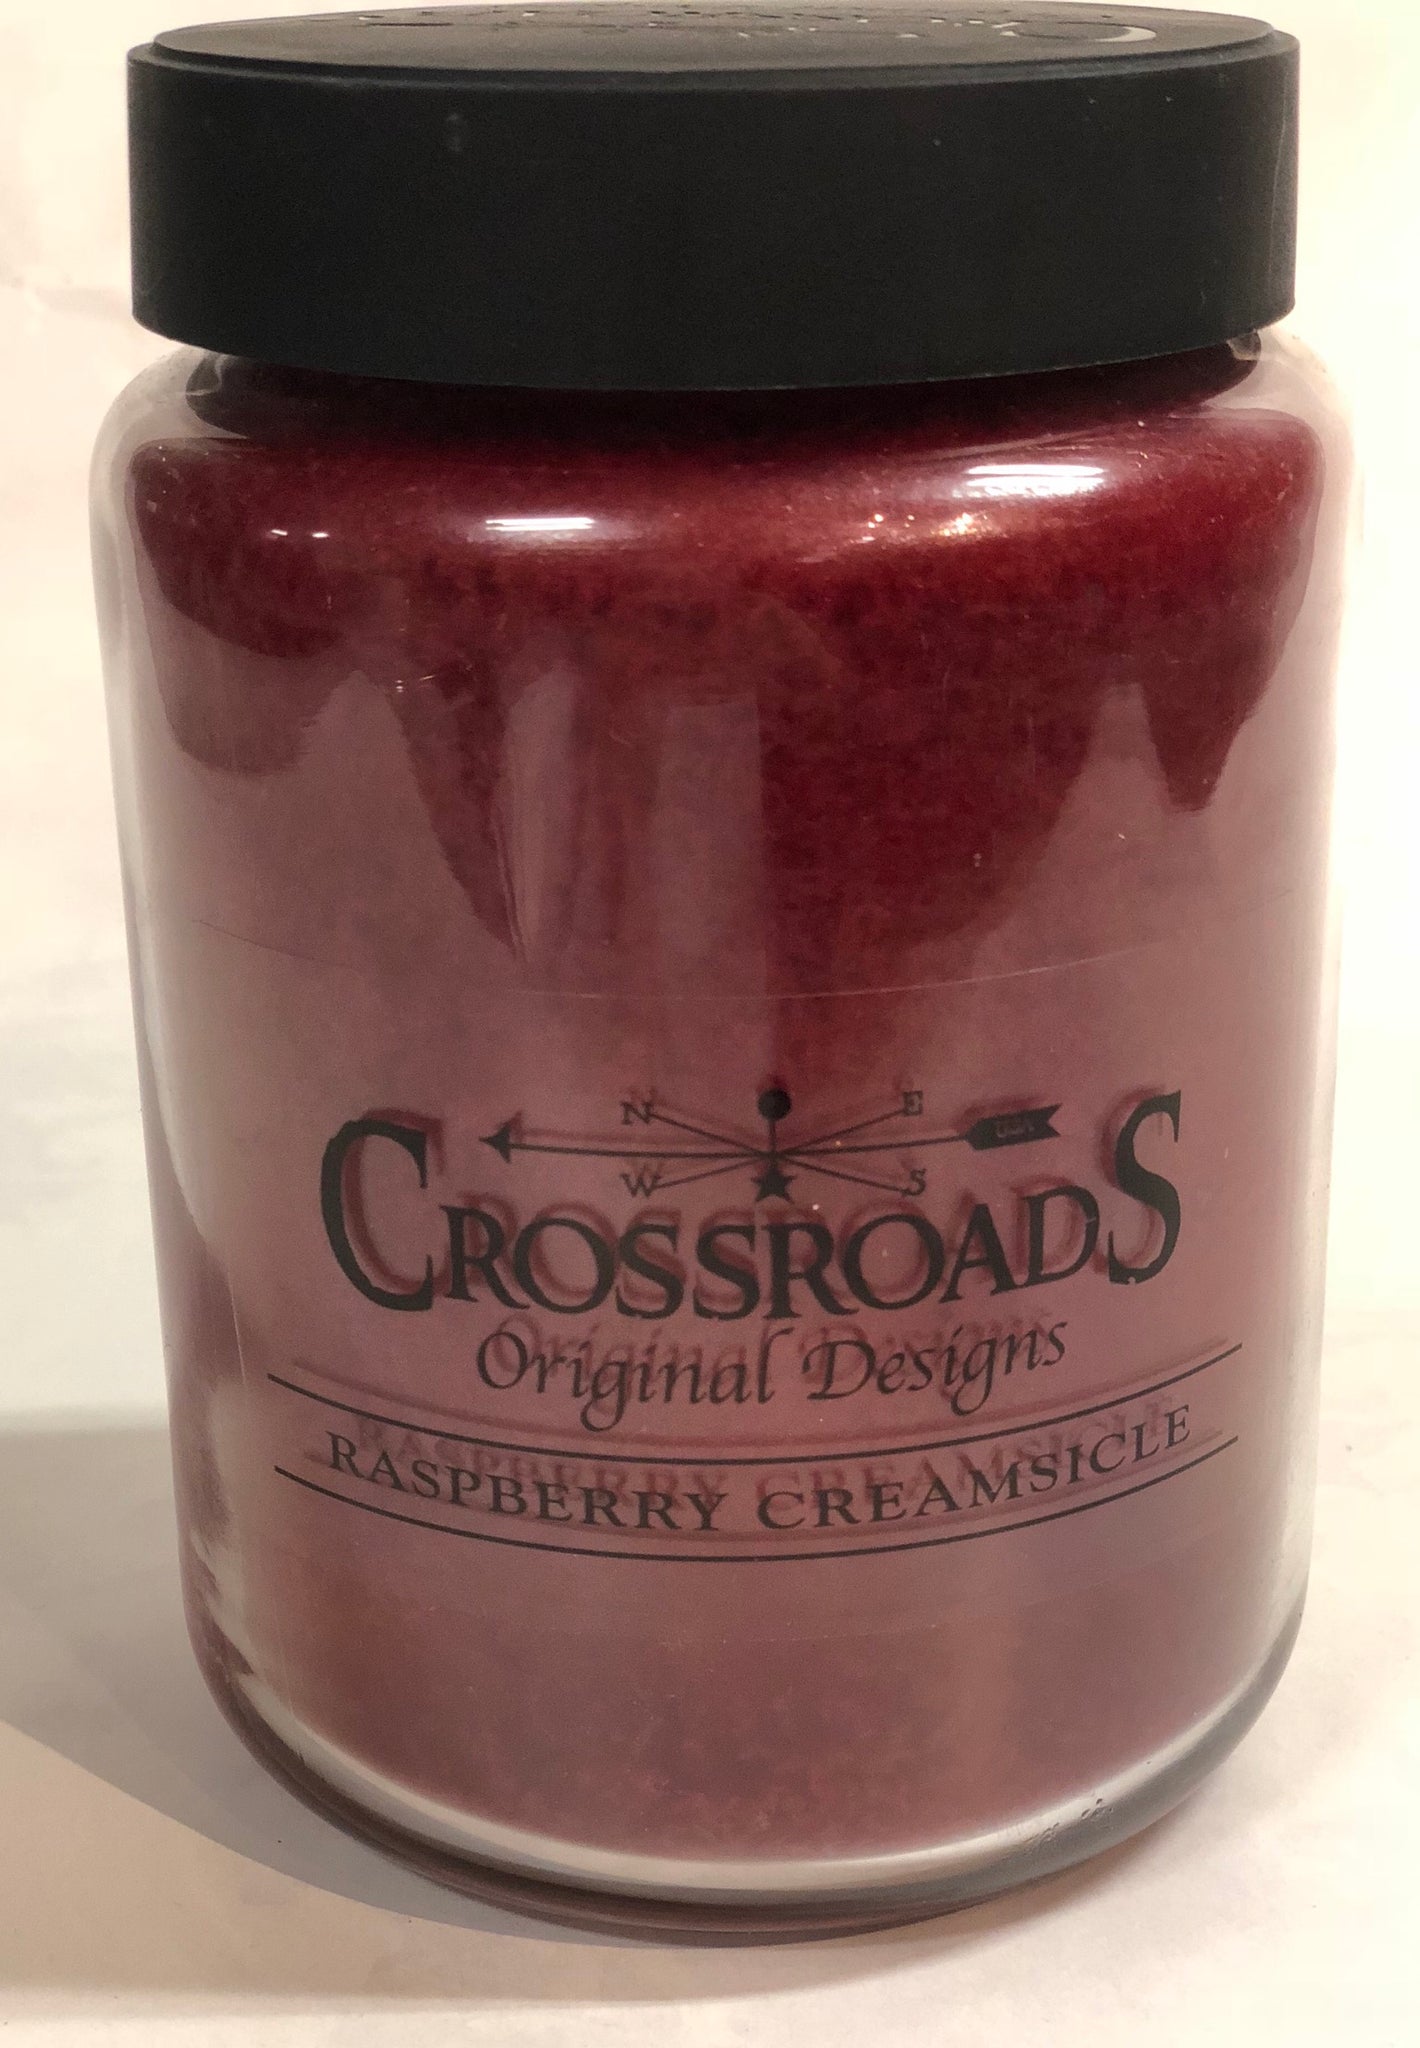 N E
USA
W S
CROSSROADS
Original Designs
RASPBERRY CREAMSICLE